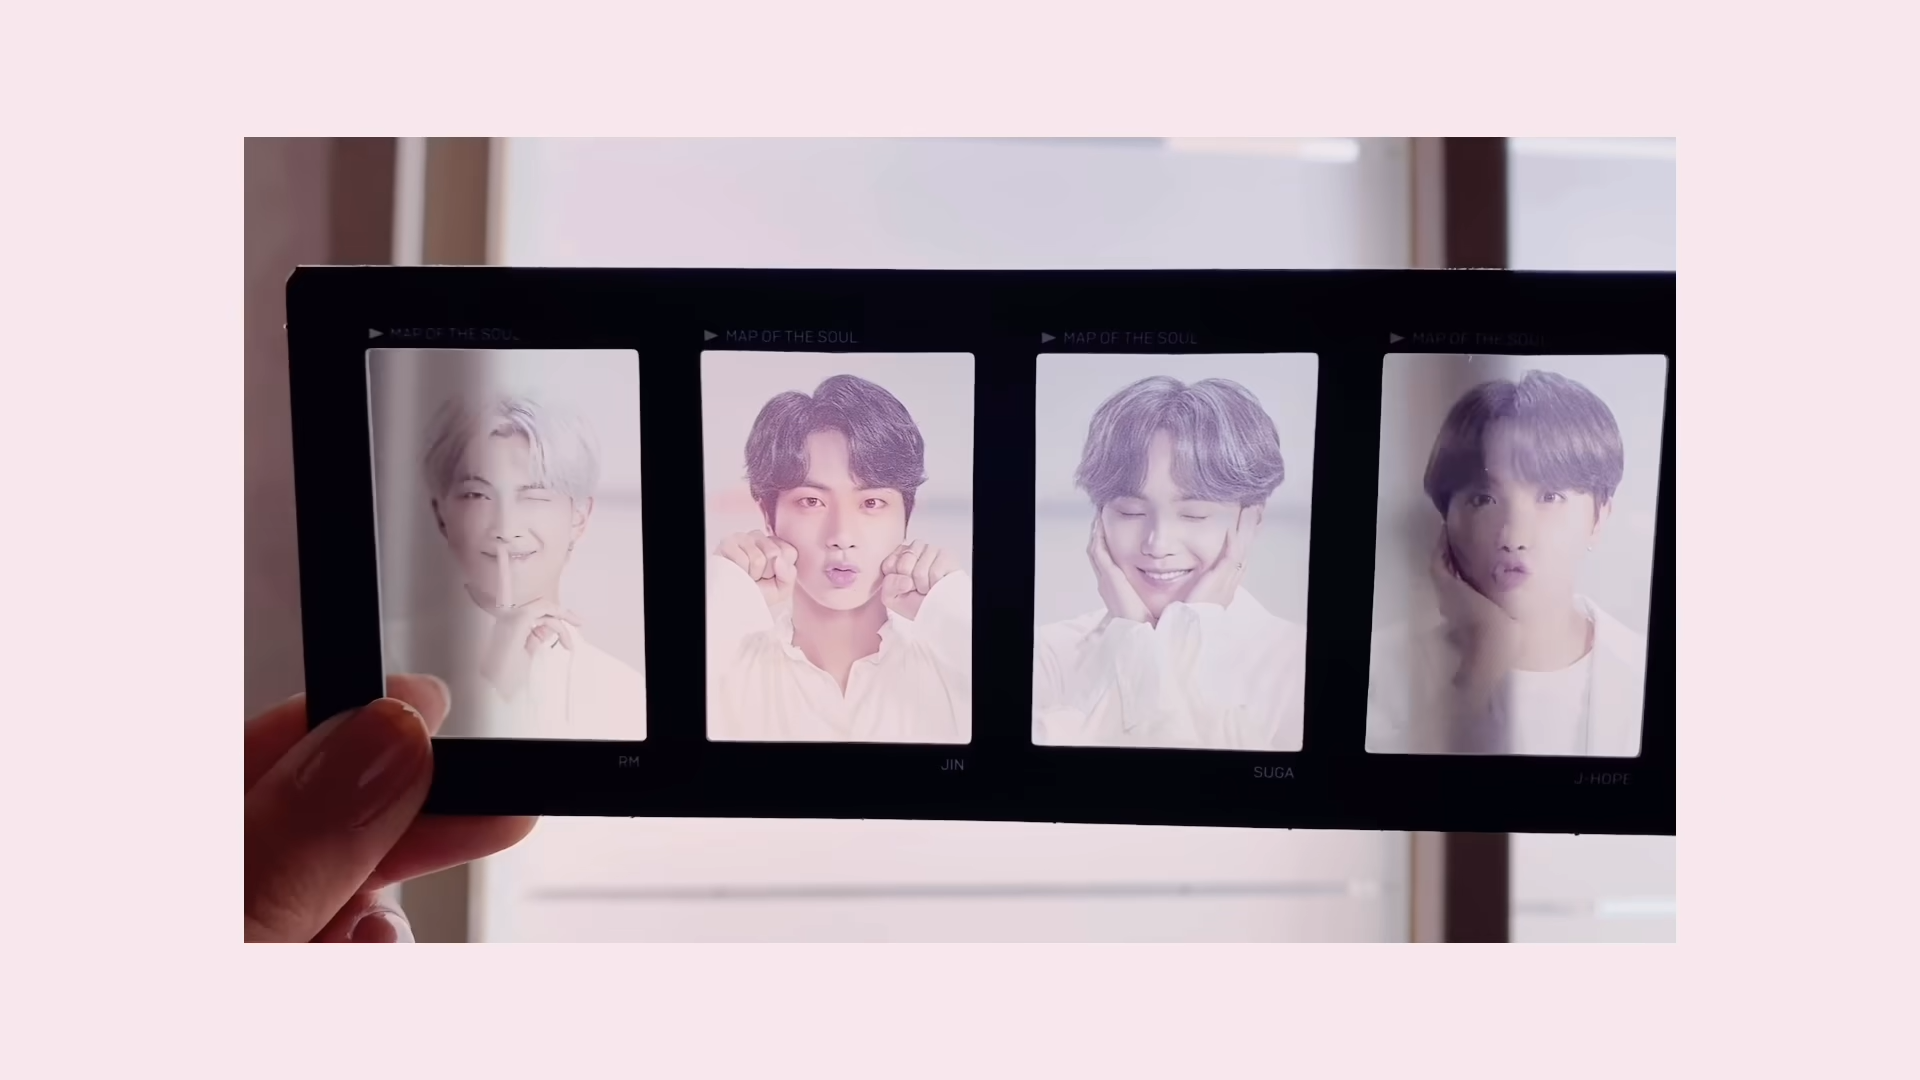 ▶ MAP OF THE SOUL
▶ MAP OF THE SOUL
▶ MAP OF THE SOUL
▶ MAP OF THE SOUL
RM
JIN
SUGA
J-HOPE